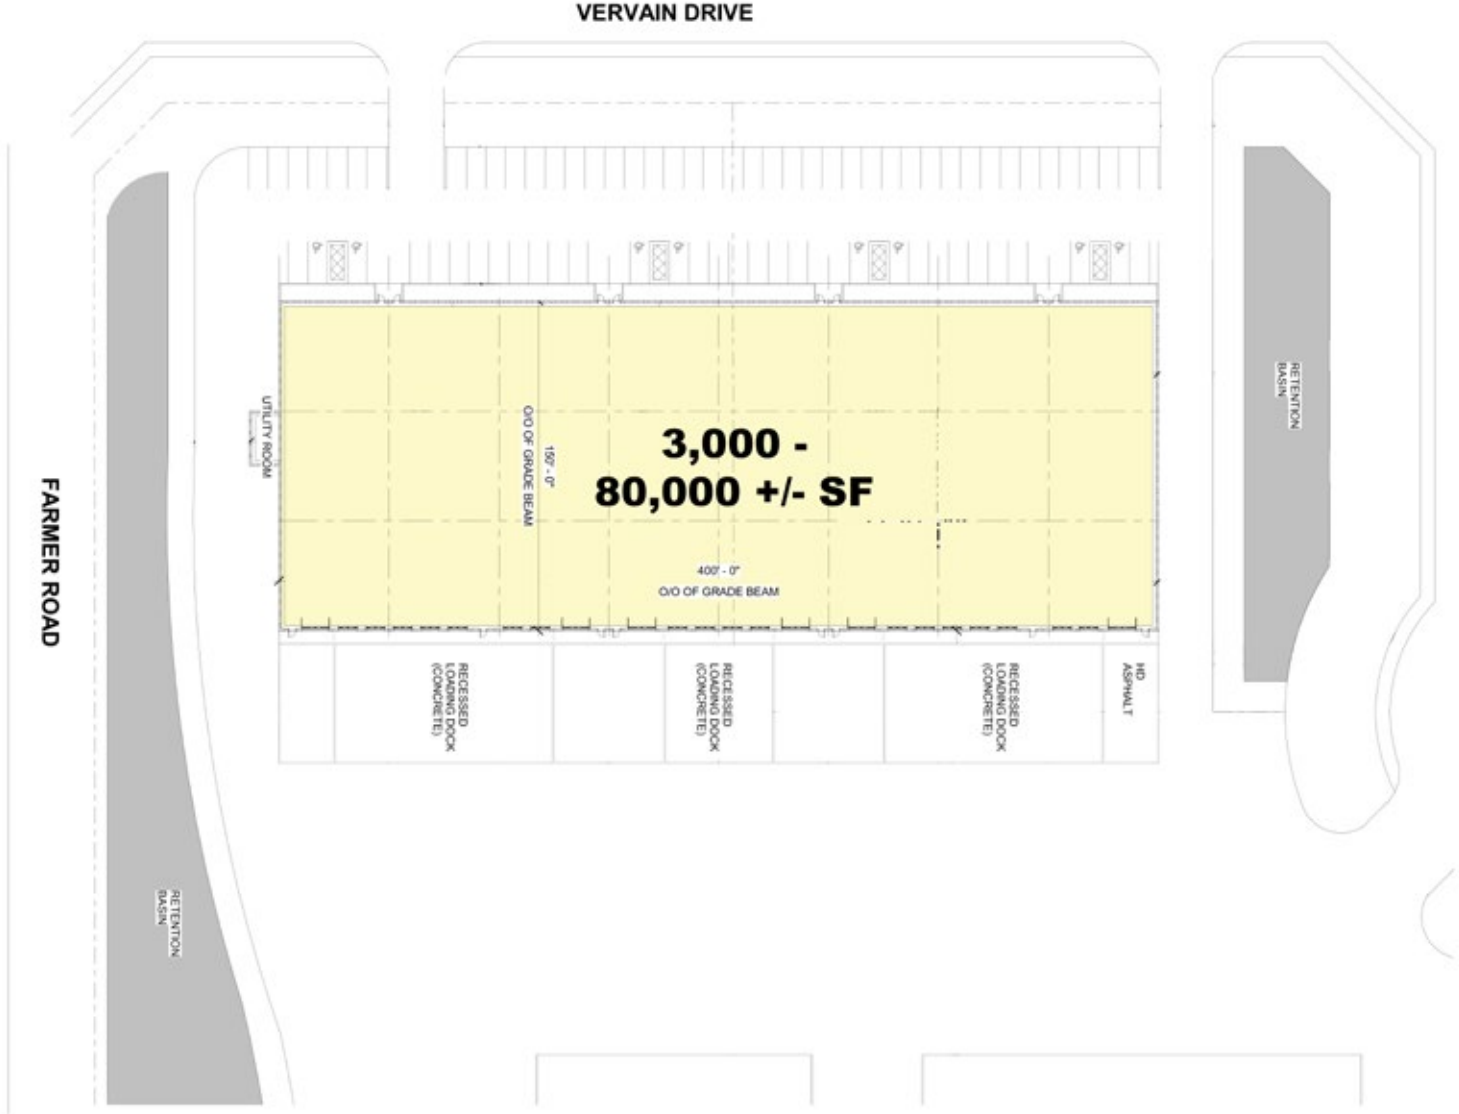 VERVAIN DRIVE
RETENTION
BASIN
UTILITY ROOM
O/O OF GRADE BEAM
150' - 0"
3,000 -
80,000 +/- SF
FARMER ROAD
400' - 0"
O/O OF GRADE BEAM
RECESSED
LOADING DOCK
(CONCRETE)
RECESSED
LOADING DOCK
(CONCRETE)
RECESSED
LOADING DOCK
(CONCRETE)
HD
ASPHALT
RETENTION
BASIN